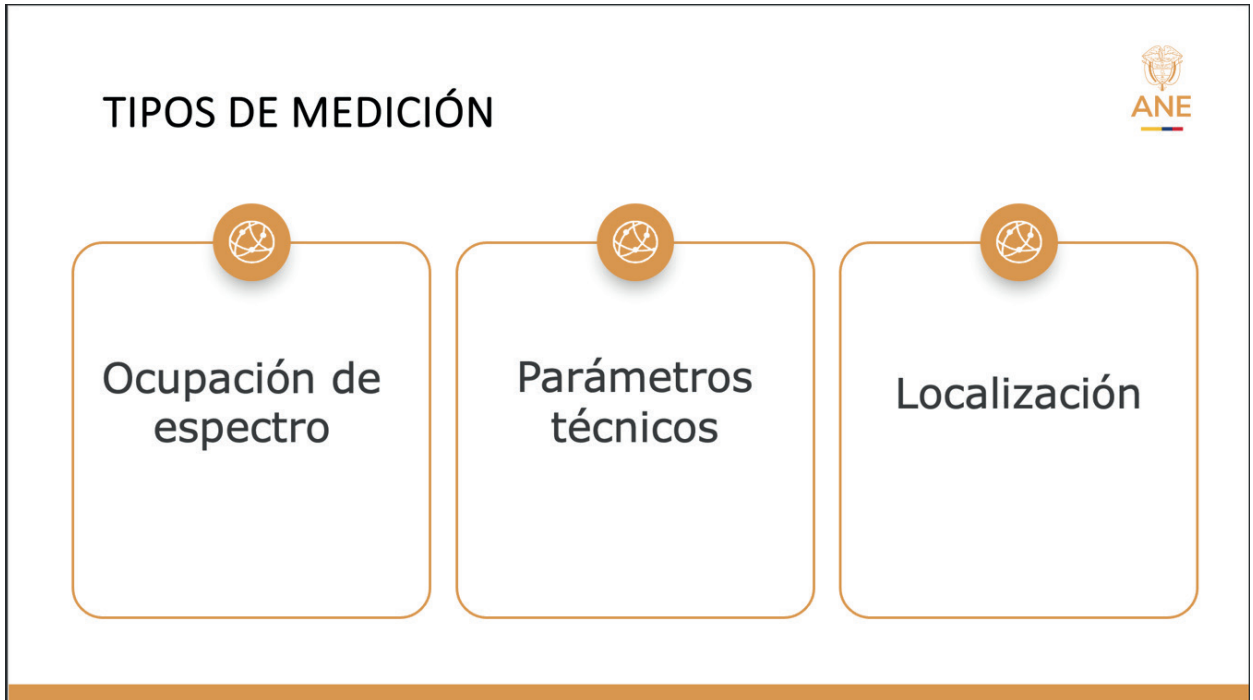 TIPOS DE MEDICIÓN
ANE
Ocupación de
espectro
Parámetros
técnicos
Localización